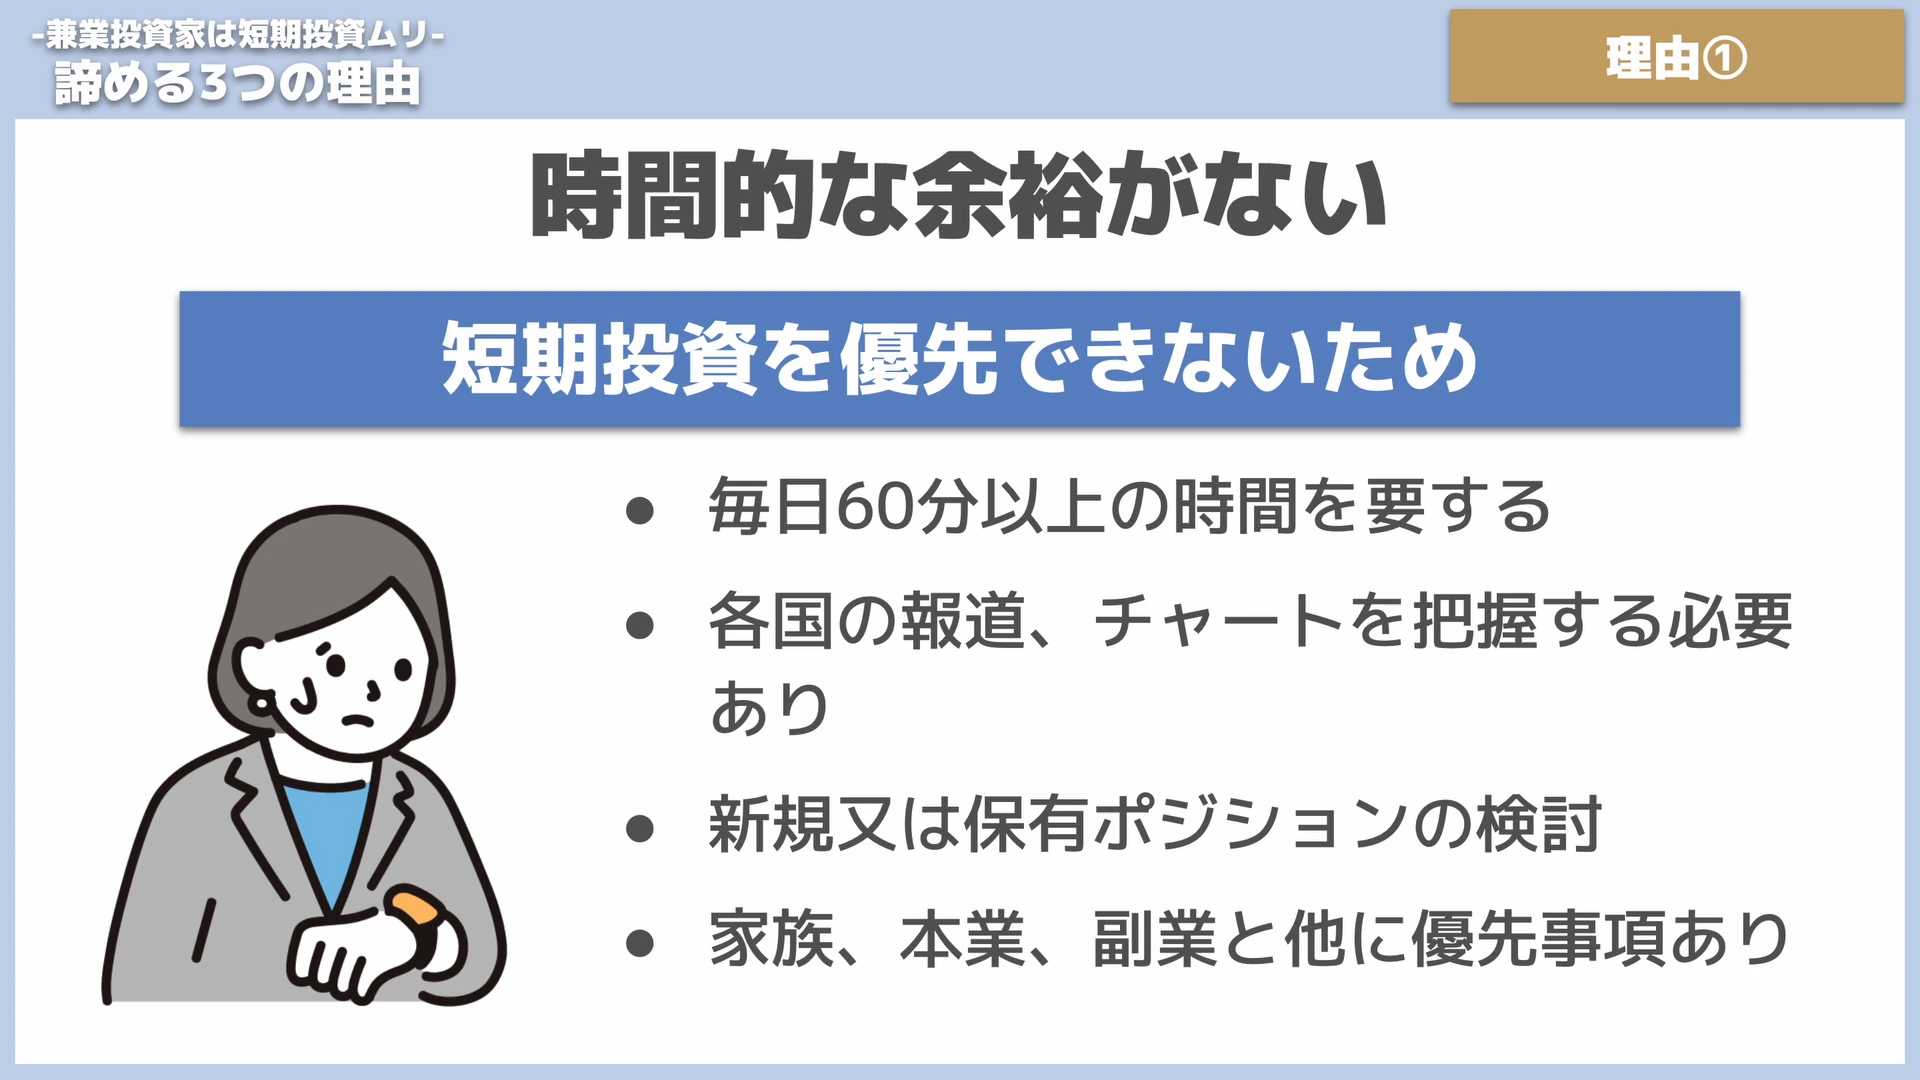 -兼業投資家は短期投資ムリ-
諦める3つの理由
理由①
時間的な余裕がない
短期投資を優先できないため
● 毎日60分以上の時間を要する
● 各国の報道、チャートを把握する必要
あり
● 新規又は保有ポジションの検討
● 家族、本業、副業と他に優先事項あり